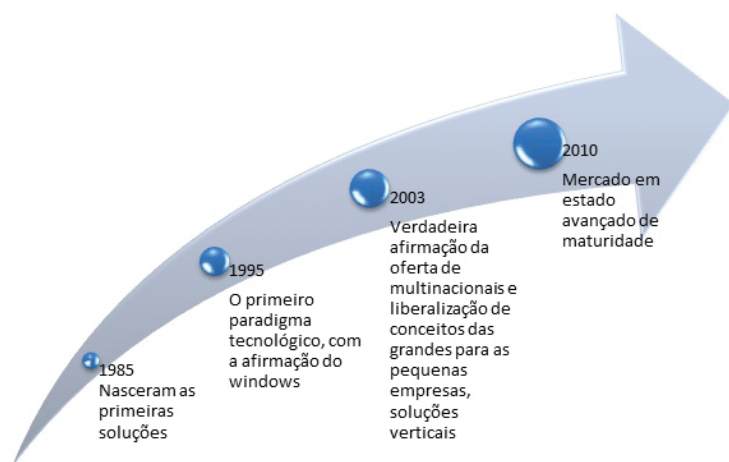 1985
Nasceram as
primeiras
soluções
1995
O primeiro
paradigma
tecnológico, com
a afirmação do
windows
2003
Verdadeira
afirmação da
oferta de
multinacionais e
liberalização de
conceitos das
grandes para as
pequenas
empresas,
soluções
verticais
2010
Mercado em
estado
avançado de
maturidade